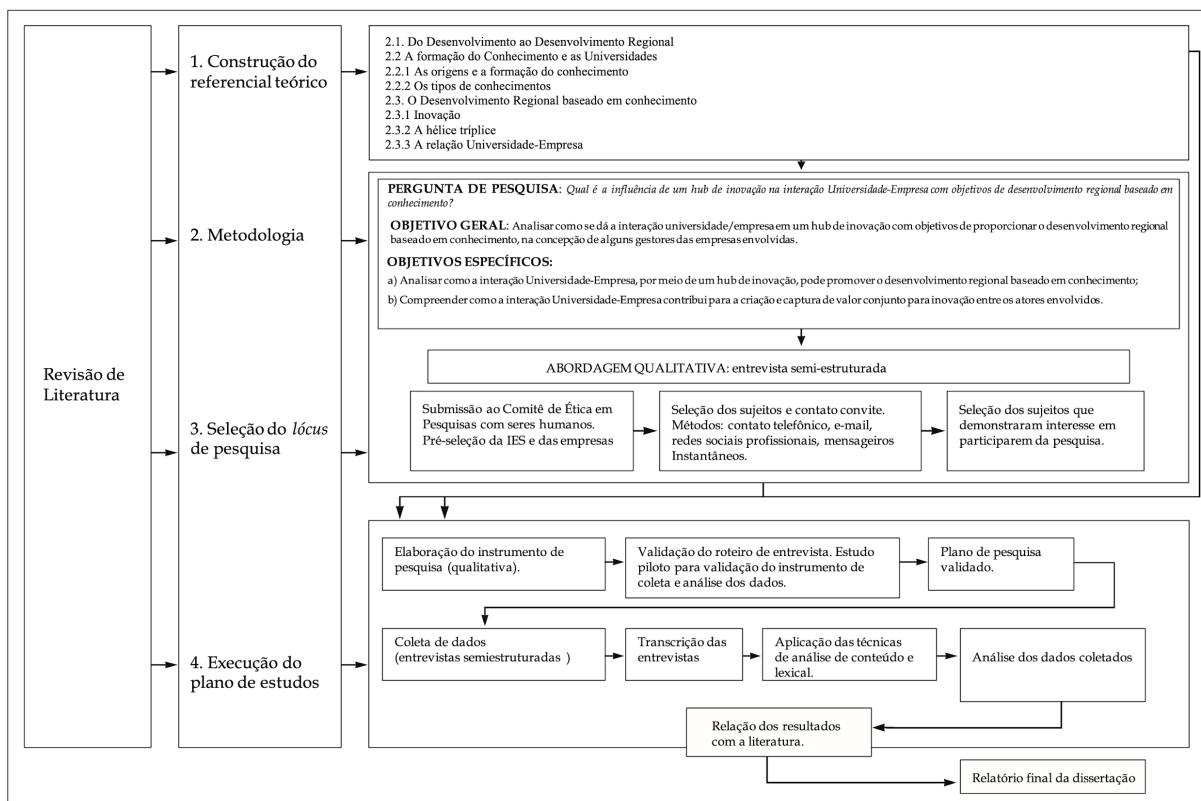 Revisão de
Literatura
1. Construção do
referencial teórico
2. Metodologia
3. Seleção do lócus
de pesquisa
4. Execução do
plano de estudos
2.1. Do Desenvolvimento ao Desenvolvimento Regional
2.2 A formação do Conhecimento e as Universidades
2.2.1 As origens e a formação do conhecimento
2.2.2 Os tipos de conhecimentos
2.3. O Desenvolvimento Regional baseado em conhecimento
2.3.1 Inovação
2.3.2 A hélice tríplice
2.3.3 A relação Universidade-Empresa
PERGUNTA DE PESQUISA: Qual é a influência de um hub de inovação na interação Universidade-Empresa com objetivos de desenvolvimento regional baseado em
conhecimento?
OBJETIVO GERAL: Analisar como se dá a interação universidade/empresa em um hub de inovação com objetivos de proporcionar o desenvolvimento regional
baseado em conhecimento, na concepção de alguns gestores das empresas envolvidas.
OBJETIVOS ESPECÍFICOS:
a) Analisar como a interação Universidade-Empresa, por meio de um hub de inovação, pode promover o desenvolvimento regional baseado em conhecimento;
b) Compreender como a interação Universidade-Empresa contribui para a criação e captura de valor conjunto para inovação entre os atores envolvidos.
ABORDAGEM QUALITATIVA: entrevista semi-estruturada
Submissão ao Comitê de Ética em
Pesquisas com seres humanos.
Pré-seleção da IES e das empresas
Seleção dos sujeitos e contato convite.
Métodos: contato telefônico, e-mail,
redes sociais profissionais, mensageiros
Instantâneos.
Seleção dos sujeitos que
demonstraram interesse em
participarem da pesquisa.
Elaboração do instrumento de
pesquisa (qualitativa).
Validação do roteiro de entrevista. Estudo
piloto para validação do instrumento de
coleta e análise dos dados.
Plano de pesquisa
validado.
Coleta de dados
(entrevistas semiestruturadas )
Transcrição das
entrevistas
Aplicação das técnicas
de análise de conteúdo e
lexical.
Análise dos dados coletados
Relação dos resultados
com a literatura.
Relatório final da dissertação